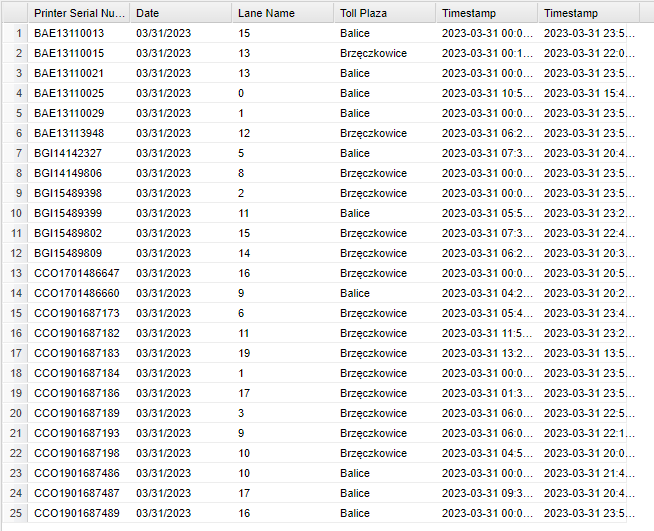 Printer Serial Nu... Date Lane Name Toll Plaza Timestamp Timestamp
1 BAE13110013 03/31/2023 15 Balice 2023-03-31 00:0... 2023-03-31 23:5...
2 BAE13110015 03/31/2023 13 Brzęczkowice 2023-03-31 00:1... 2023-03-31 22:0...
3 BAE13110021 03/31/2023 13 Balice 2023-03-31 00:0... 2023-03-31 23:5...
4 BAE13110025 03/31/2023 0 Balice 2023-03-31 10:5... 2023-03-31 15:4...
5 BAE13110029 03/31/2023 1 Balice 2023-03-31 00:0... 2023-03-31 23:5...
6 BAE13113948 03/31/2023 12 Brzęczkowice 2023-03-31 06:2... 2023-03-31 23:5...
7 BGI14142327 03/31/2023 5 Balice 2023-03-31 07:3... 2023-03-31 20:4...
8 BGI14149806 03/31/2023 8 Brzęczkowice 2023-03-31 00:0... 2023-03-31 23:5...
9 BGI15489398 03/31/2023 2 Brzęczkowice 2023-03-31 00:0... 2023-03-31 23:5...
10 BGI15489399 03/31/2023 11 Balice 2023-03-31 05:5... 2023-03-31 23:2...
11 BGI15489802 03/31/2023 15 Brzęczkowice 2023-03-31 07:3... 2023-03-31 22:4...
12 BGI15489809 03/31/2023 14 Brzęczkowice 2023-03-31 06:2... 2023-03-31 20:3...
13 CCO1701486647 03/31/2023 16 Brzęczkowice 2023-03-31 00:0... 2023-03-31 20:5...
14 CCO1701486660 03/31/2023 9 Balice 2023-03-31 04:2... 2023-03-31 20:2...
15 CCO1901687173 03/31/2023 6 Brzęczkowice 2023-03-31 05:4... 2023-03-31 23:4...
16 CCO1901687182 03/31/2023 11 Brzęczkowice 2023-03-31 11:5... 2023-03-31 23:2...
17 CCO1901687183 03/31/2023 19 Brzęczkowice 2023-03-31 13:2... 2023-03-31 13:5...
18 CCO1901687184 03/31/2023 1 Brzęczkowice 2023-03-31 00:0... 2023-03-31 23:5...
19 CCO1901687186 03/31/2023 17 Brzęczkowice 2023-03-31 01:3... 2023-03-31 23:5...
20 CCO1901687189 03/31/2023 3 Brzęczkowice 2023-03-31 06:0... 2023-03-31 22:5...
21 CCO1901687193 03/31/2023 9 Brzęczkowice 2023-03-31 06:0... 2023-03-31 22:1...
22 CCO1901687198 03/31/2023 10 Brzęczkowice 2023-03-31 04:5... 2023-03-31 20:0...
23 CCO1901687486 03/31/2023 10 Balice 2023-03-31 00:0... 2023-03-31 21:4...
24 CCO1901687487 03/31/2023 17 Balice 2023-03-31 09:3... 2023-03-31 20:4...
25 CCO1901687489 03/31/2023 16 Balice 2023-03-31 00:0... 2023-03-31 23:5...